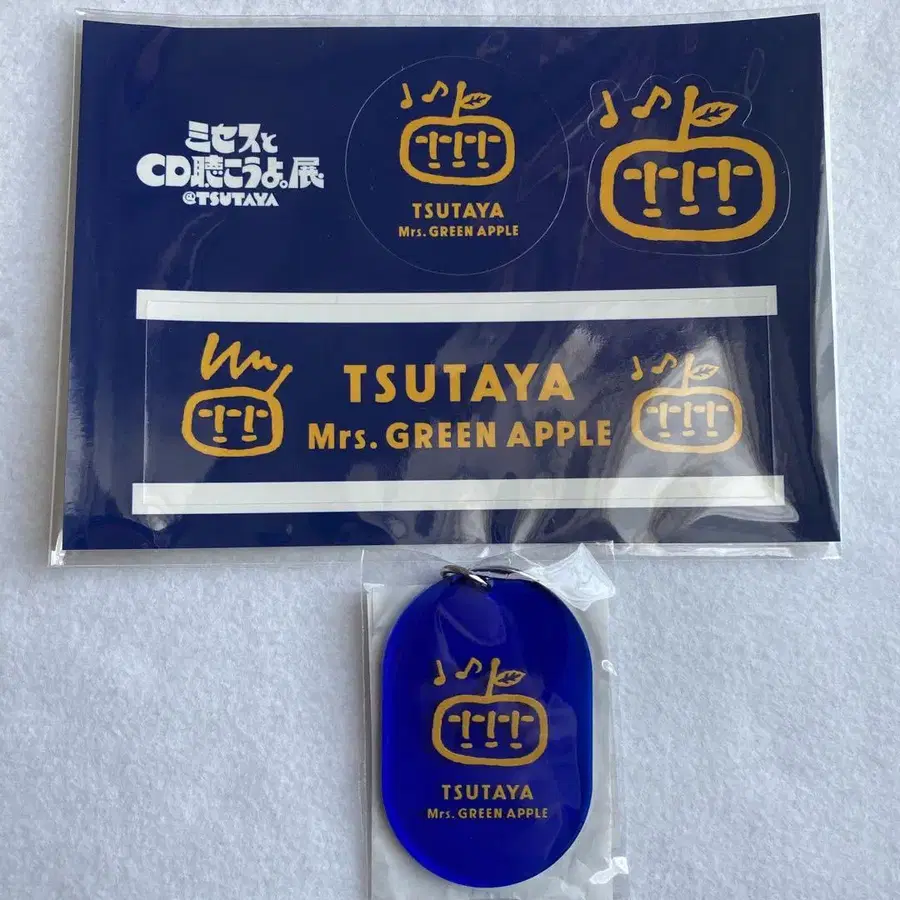 ミセスと
CD聴こうよ。展
@TSUTAYA
TSUTAYA
Mrs. GREEN APPLE
TSUTAYA
Mrs. GREEN APPLE
TSUTAYA
Mrs. GREEN APPLE